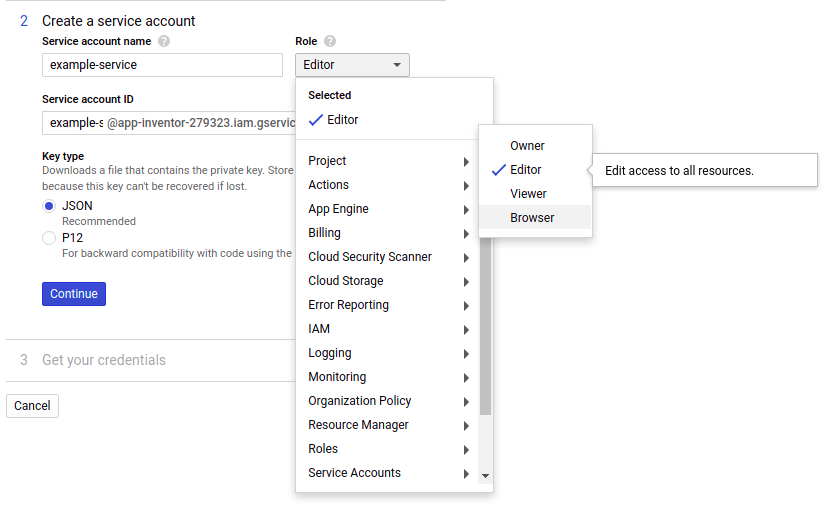 2 Create a service account
Service account name ?
Role ?
example-service
Editor
Service account ID
example-s @app-inventor-279323.iam.gservic
Key type
Downloads a file that contains the private key. Store
because this key can't be recovered if lost.
JSON
Recommended
P12
For backward compatibility with code using the
Continue
3 Get your credentials
Cancel
Selected
Editor
Project
Actions
App Engine
Billing
Cloud Security Scanner
Cloud Storage
Error Reporting
IAM
Logging
Monitoring
Organization Policy
Resource Manager
Roles
Service Accounts
Owner
Editor
Viewer
Browser
Edit access to all resources.